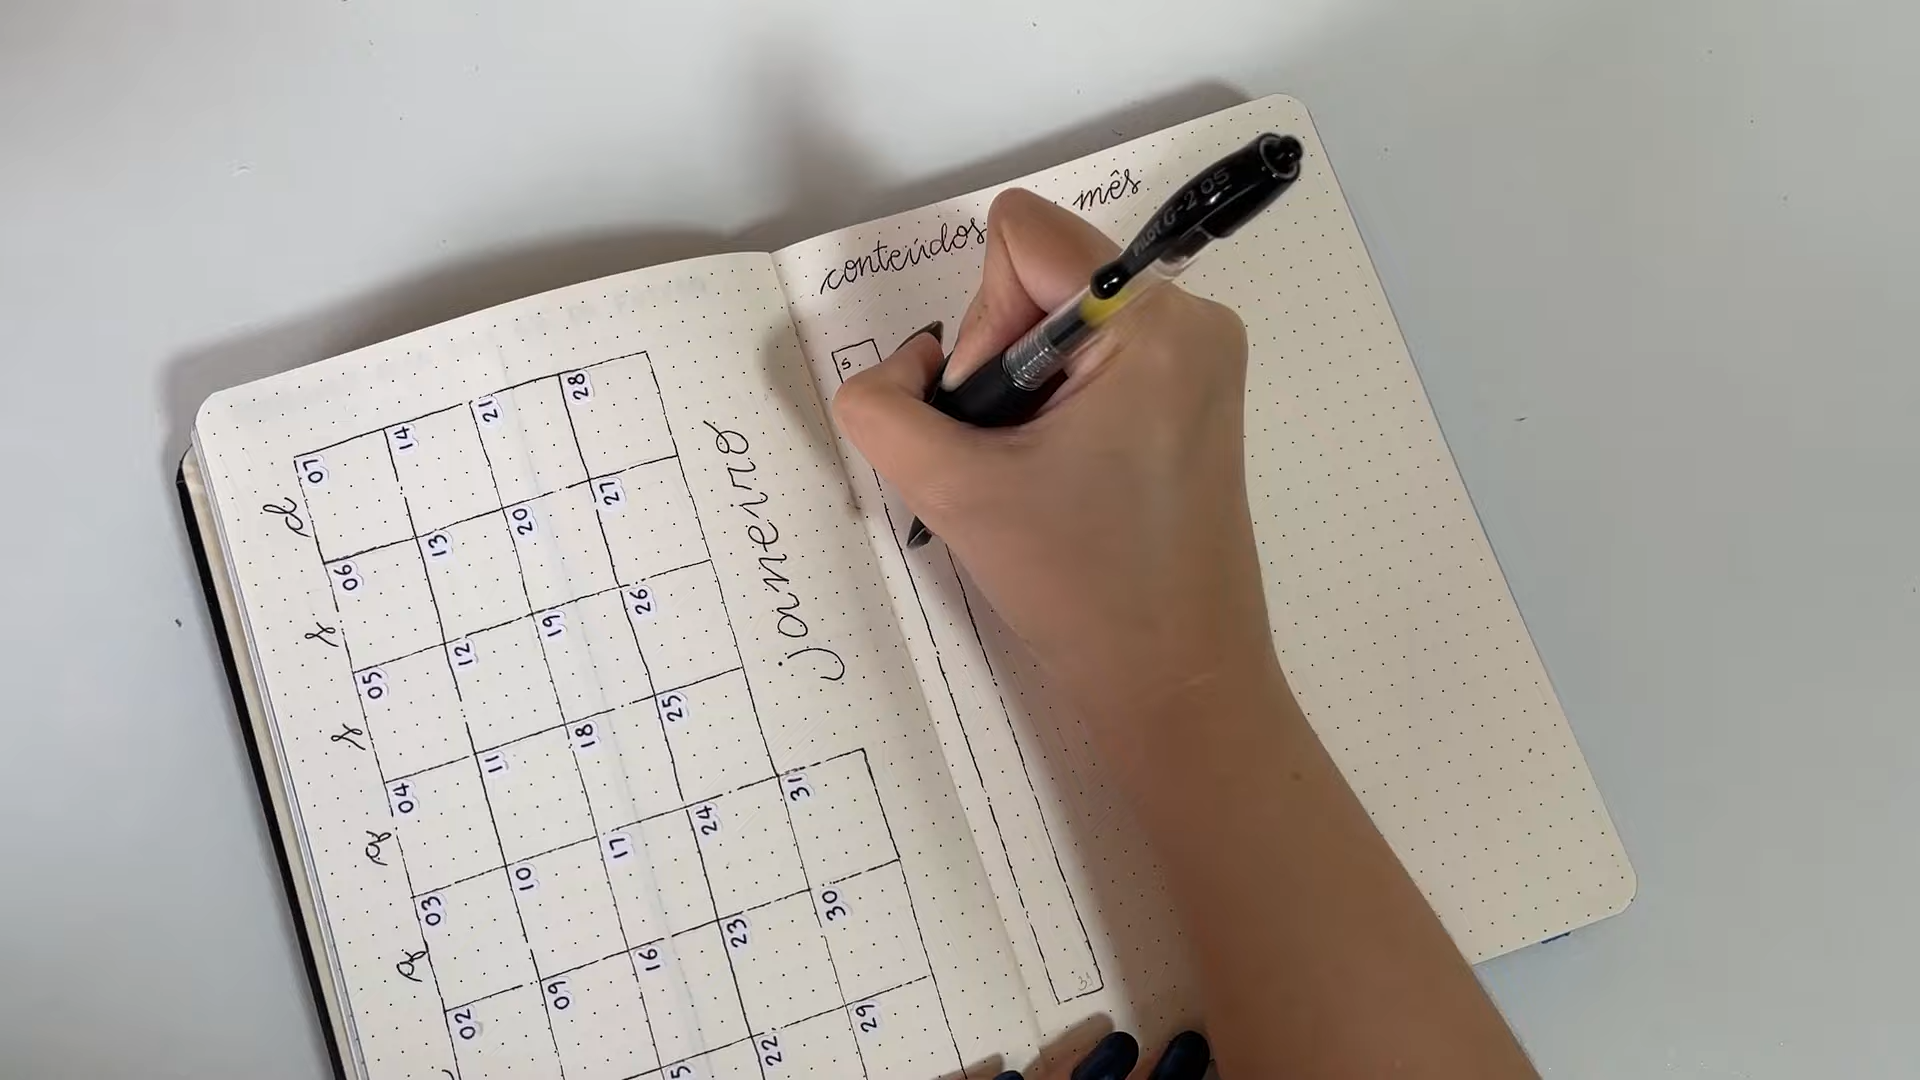 q q s s d
02 03 04 05 06 07
09 10 11 12 13 14
16 17 18 19 20 21
22 23 24 25 26 27 28
29 30 31
janeiro
conteúdos mês
S
31
PILOT G-2 05